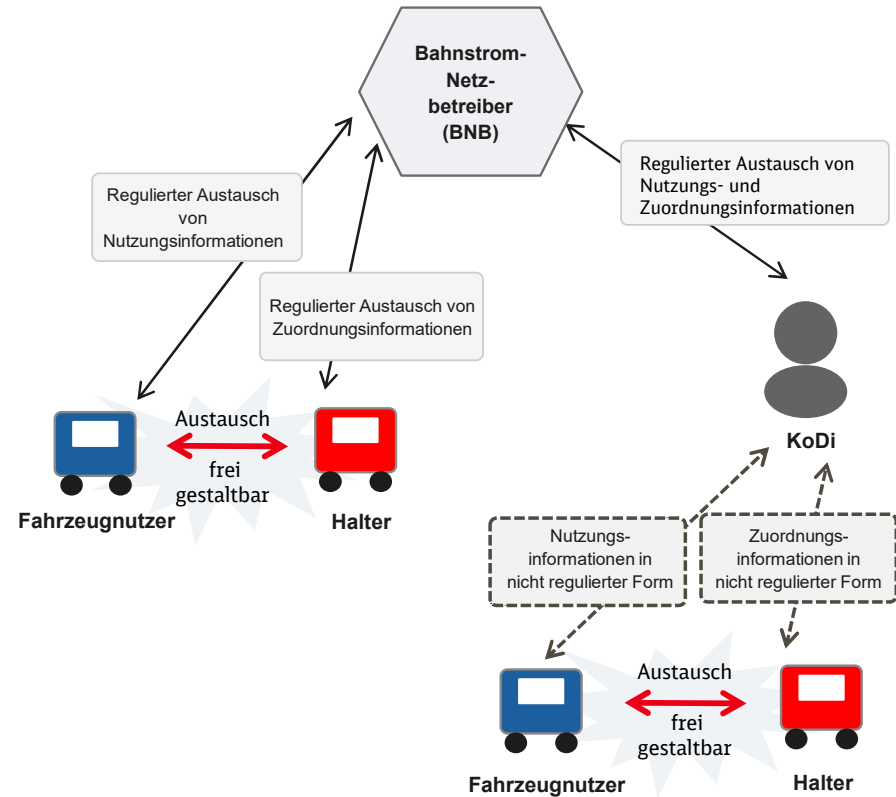 Bahnstrom-
Netz-
betreiber
(BNB)
Regulierter Austausch
von
Nutzungsinformationen
Regulierter Austausch von
Nutzungs- und
Zuordnungsinformationen
Regulierter Austausch von
Zuordnungsinformationen
Austausch
frei
gestaltbar
Fahrzeugnutzer
Halter
KoDi
Nutzungs-
informationen in
nicht regulierter Form
Zuordnungs-
informationen in
nicht regulierter Form
Austausch
frei
gestaltbar
Fahrzeugnutzer
Halter